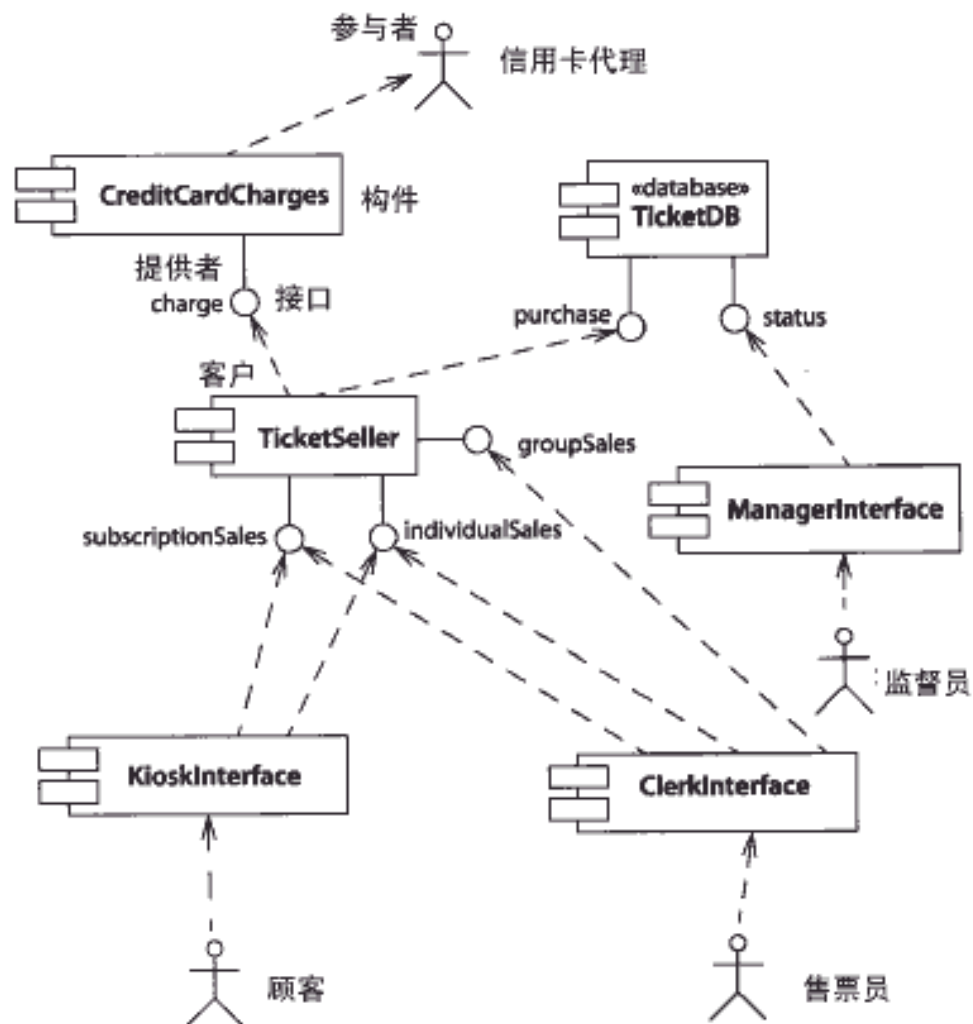 参与者
信用卡代理
CreditCardCharges
构件
«database»
TicketDB
提供者
charge
接口
purchase
status
客户
TicketSeller
groupSales
ManagerInterface
subscriptionSales
individualSales
监督员
KioskInterface
ClerkInterface
顾客
售票员